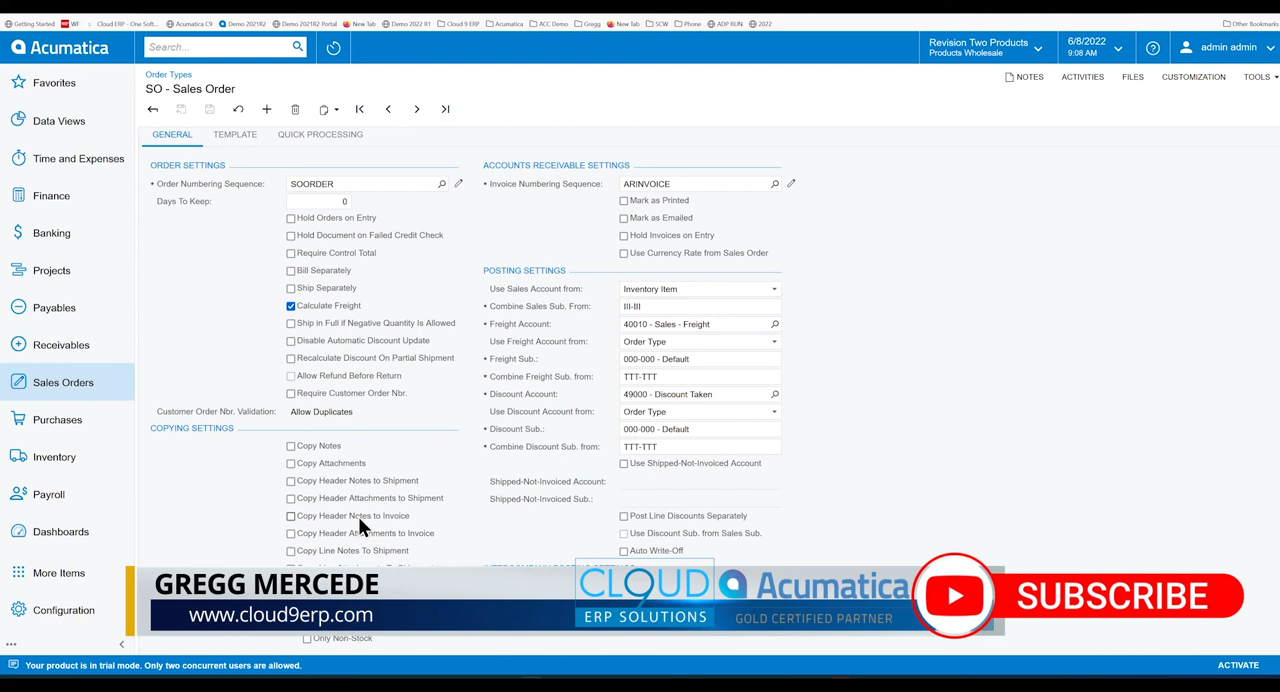 Getting Started WF Cloud ERP - One Soft... Acumatica C9 Demo 2021R2 Demo 2021R2 Portal New Tab Demo 2022 R1 Cloud 9 ERP Acumatica ACC Demo Gregg New Tab SCW Phone ADP RUN 2022 Other Bookmarks
Acumatica
Search...
Revision Two Products
Products Wholesale
6/8/2022
9:08 AM
admin admin
Favorites
Data Views
Time and Expenses
Finance
Banking
Projects
Payables
Receivables
Sales Orders
Purchases
Inventory
Payroll
Dashboards
More Items
Configuration
Order Types
SO - Sales Order
NOTES ACTIVITIES FILES CUSTOMIZATION TOOLS
GENERAL TEMPLATE QUICK PROCESSING
ORDER SETTINGS
Order Numbering Sequence: SOORDER
Days To Keep: 0
Hold Orders on Entry
Hold Document on Failed Credit Check
Require Control Total
Bill Separately
Ship Separately
Calculate Freight
Ship in Full if Negative Quantity Is Allowed
Disable Automatic Discount Update
Recalculate Discount On Partial Shipment
Allow Refund Before Return
Require Customer Order Nbr.
Customer Order Nbr. Validation: Allow Duplicates
COPYING SETTINGS
Copy Notes
Copy Attachments
Copy Header Notes to Shipment
Copy Header Attachments to Shipment
Copy Header Notes to Invoice
Copy Header Attachments to Invoice
Copy Line Notes To Shipment
Only Non-Stock
ACCOUNTS RECEIVABLE SETTINGS
Invoice Numbering Sequence: ARINVOICE
Mark as Printed
Mark as Emailed
Hold Invoices on Entry
Use Currency Rate from Sales Order
POSTING SETTINGS
Use Sales Account from: Inventory Item
Combine Sales Sub. From: III-III
Freight Account: 40010 - Sales - Freight
Use Freight Account from: Order Type
Freight Sub.: 000-000 - Default
Combine Freight Sub. from: TTT-TTT
Discount Account: 49000 - Discount Taken
Use Discount Account from: Order Type
Discount Sub.: 000-000 - Default
Combine Discount Sub. from: TTT-TTT
Use Shipped-Not-Invoiced Account
Shipped-Not-Invoiced Account:
Shipped-Not-Invoiced Sub.:
Post Line Discounts Separately
Use Discount Sub. from Sales Sub.
Auto Write-Off
GREGG MERCEDE
www.cloud9erp.com
CLOUD
ERP SOLUTIONS
Acumatica
GOLD CERTIFIED PARTNER
SUBSCRIBE
Your product is in trial mode. Only two concurrent users are allowed.
ACTIVATE